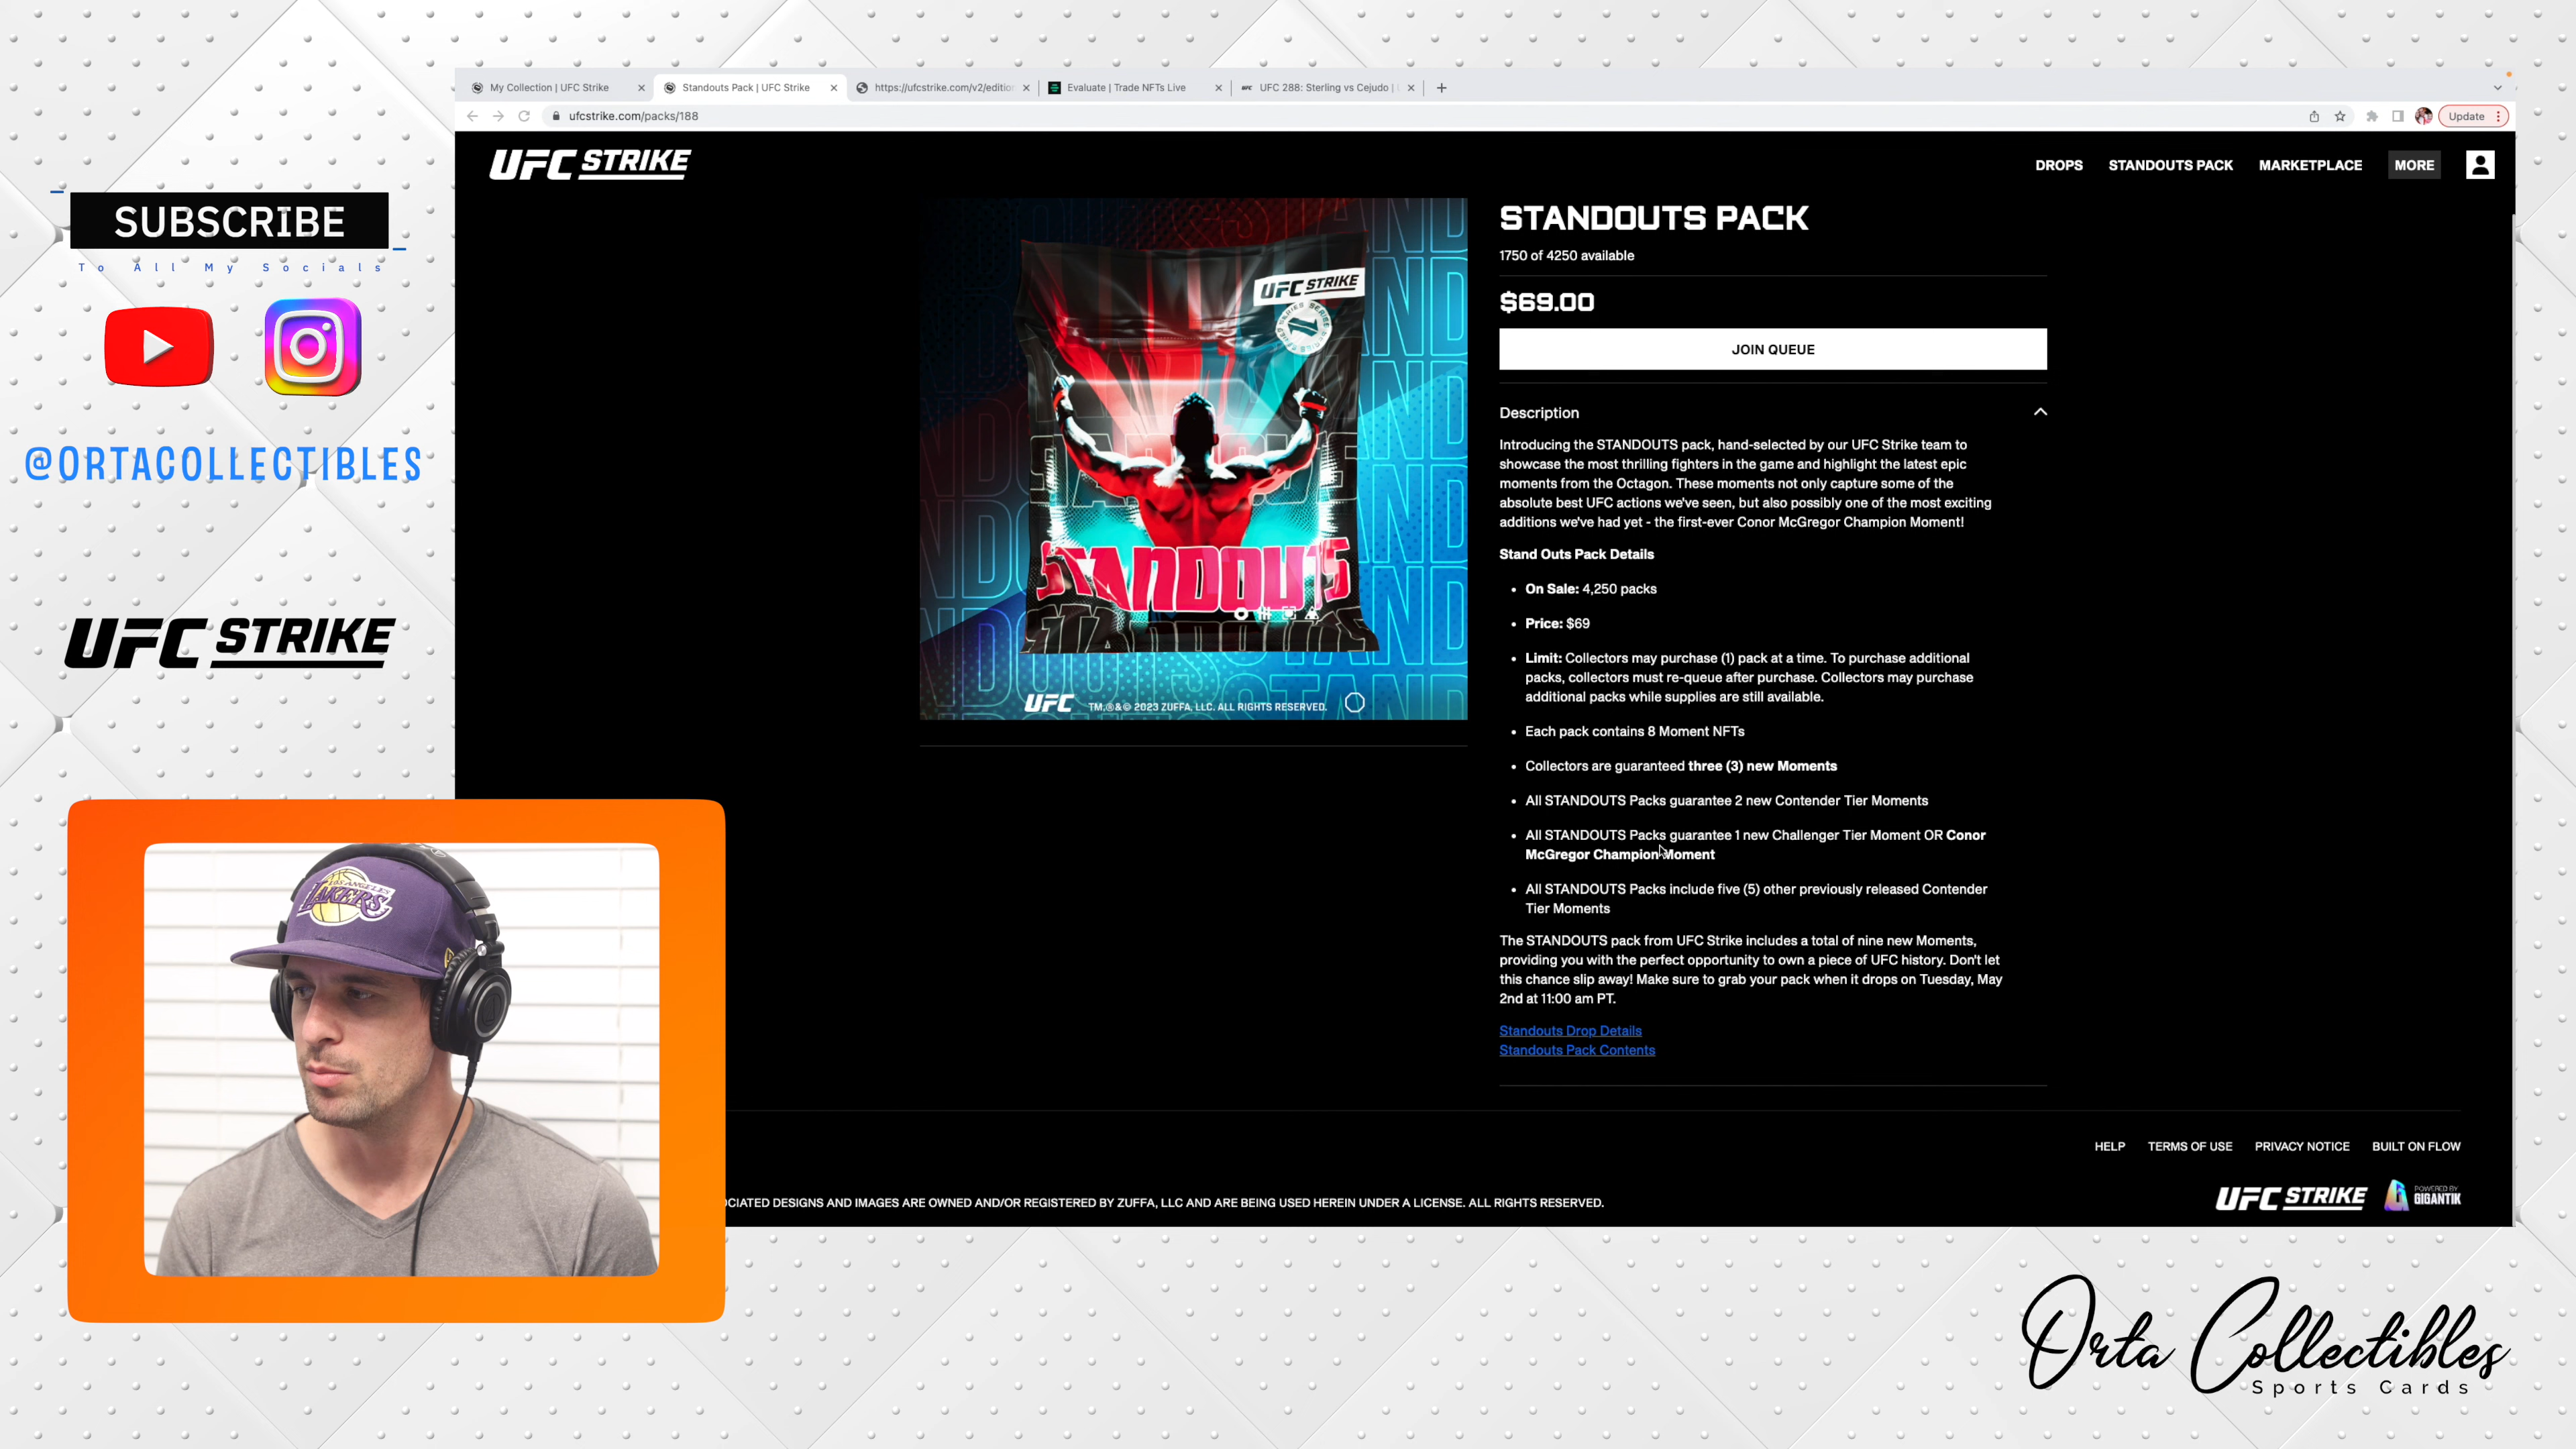 My Collection | UFC Strike
Standouts Pack | UFC Strike
https://ufcstrike.com/v2/edition
Evaluate | Trade NFTs Live
UFC 288: Sterling vs Cejudo |
ufcstrike.com/packs/188
Update
UFC STRIKE
DROPS
STANDOUTS PACK
MARKETPLACE
MORE
SUBSCRIBE
To All My Socials
@ORTACOLLECTIBLES
UFC STRIKE
UFC STRIKE
STANDOUTS
UFC
TM,®&© 2023 ZUFFA, LLC. ALL RIGHTS RESERVED.
STANDOUTS PACK
1750 of 4250 available
$69.00
JOIN QUEUE
Description
Introducing the STANDOUTS pack, hand-selected by our UFC Strike team to
showcase the most thrilling fighters in the game and highlight the latest epic
moments from the Octagon. These moments not only capture some of the
absolute best UFC actions we've seen, but also possibly one of the most exciting
additions we've had yet - the first-ever Conor McGregor Champion Moment!
Stand Outs Pack Details
On Sale: 4,250 packs
Price: $69
Limit: Collectors may purchase (1) pack at a time. To purchase additional
packs, collectors must re-queue after purchase. Collectors may purchase
additional packs while supplies are still available.
Each pack contains 8 Moment NFTs
Collectors are guaranteed three (3) new Moments
All STANDOUTS Packs guarantee 2 new Contender Tier Moments
All STANDOUTS Packs guarantee 1 new Challenger Tier Moment OR Conor
McGregor Champion Moment
All STANDOUTS Packs include five (5) other previously released Contender
Tier Moments
The STANDOUTS pack from UFC Strike includes a total of nine new Moments,
providing you with the perfect opportunity to own a piece of UFC history. Don't let
this chance slip away! Make sure to grab your pack when it drops on Tuesday, May
2nd at 11:00 am PT.
Standouts Drop Details
Standouts Pack Contents
LOS ANGELES
LAKERS
HELP
TERMS OF USE
PRIVACY NOTICE
BUILT ON FLOW
CIATED DESIGNS AND IMAGES ARE OWNED AND/OR REGISTERED BY ZUFFA, LLC AND ARE BEING USED HEREIN UNDER A LICENSE. ALL RIGHTS RESERVED.
UFC STRIKE
POWERED BY
GIGANTIK
Orta Collectibles
Sports Cards